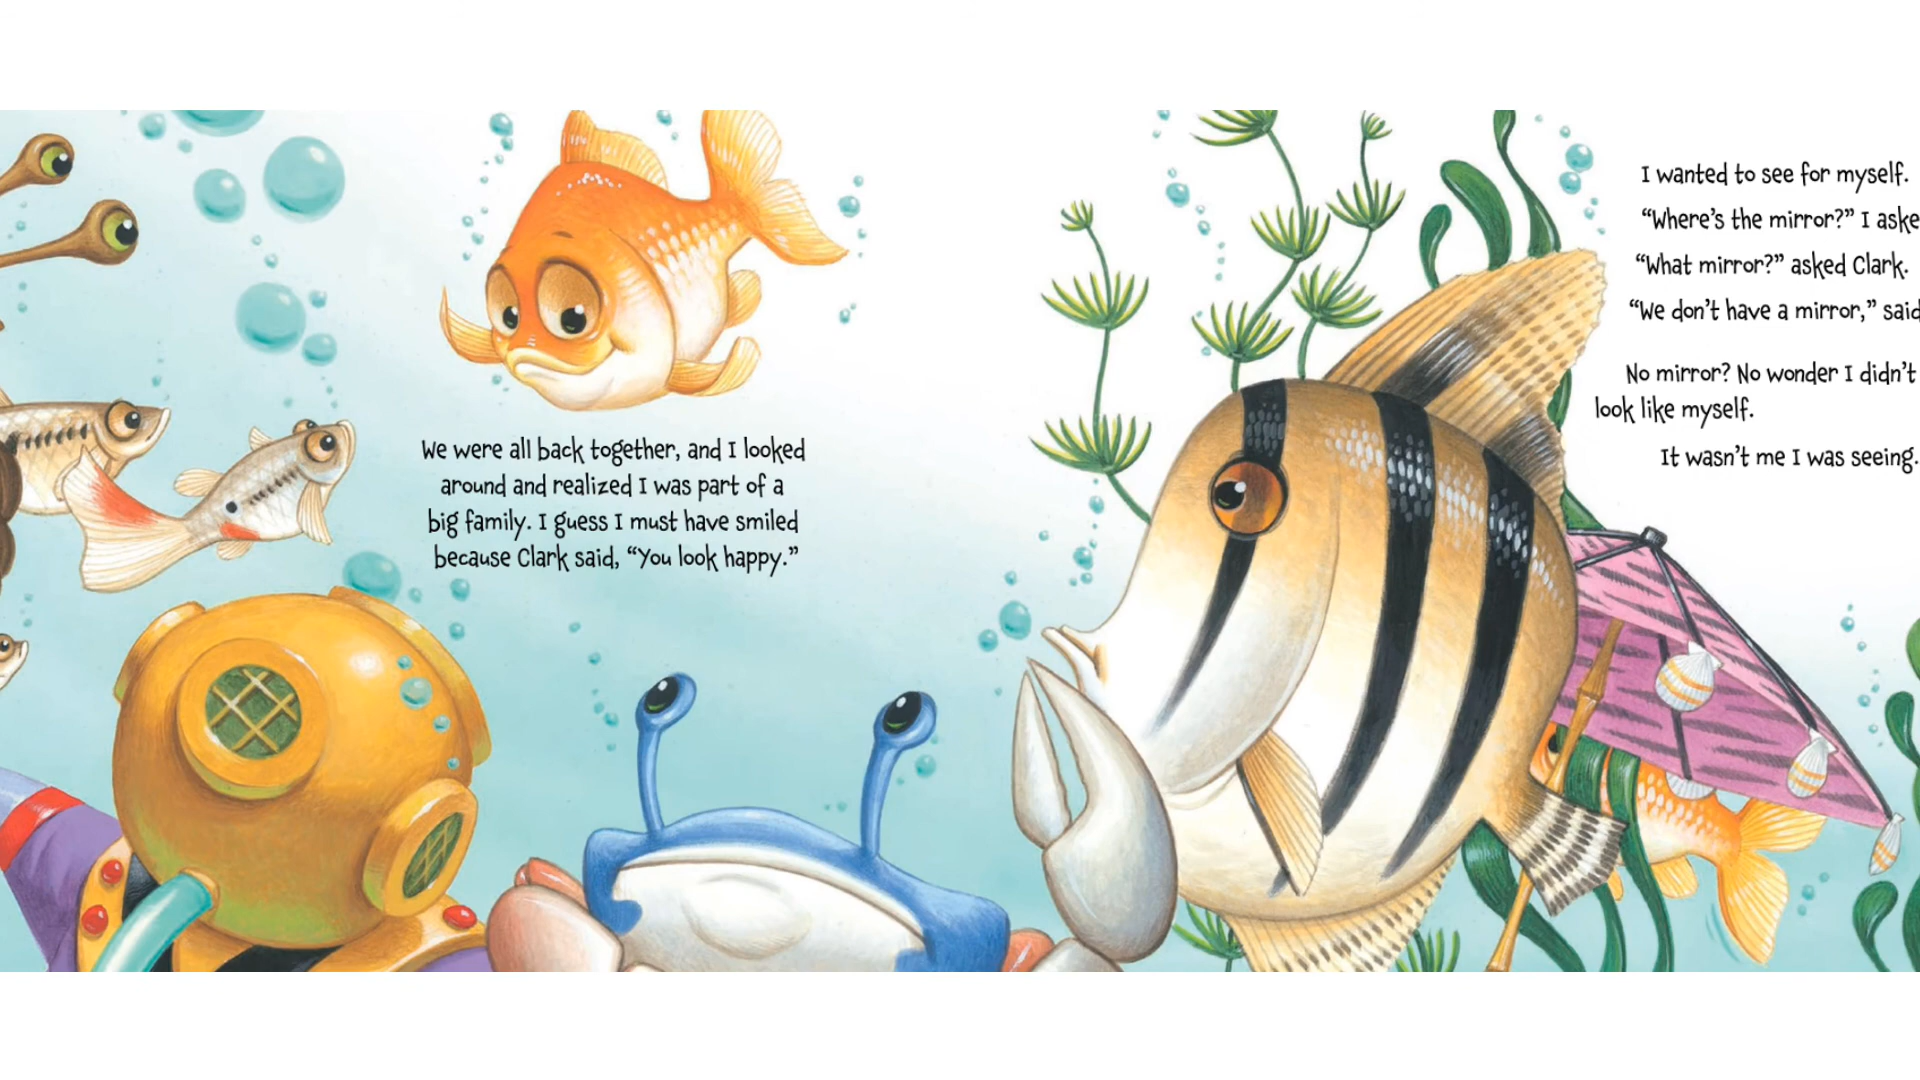 We were all back together, and I looked
around and realized I was part of a
big family. I guess I must have smiled
because Clark said, “You look happy.”
I wanted to see for myself.
“Where’s the mirror?” I aske
“What mirror?” asked Clark.
“We don’t have a mirror,” said
No mirror? No wonder I didn’t
look like myself.
It wasn’t me I was seeing.